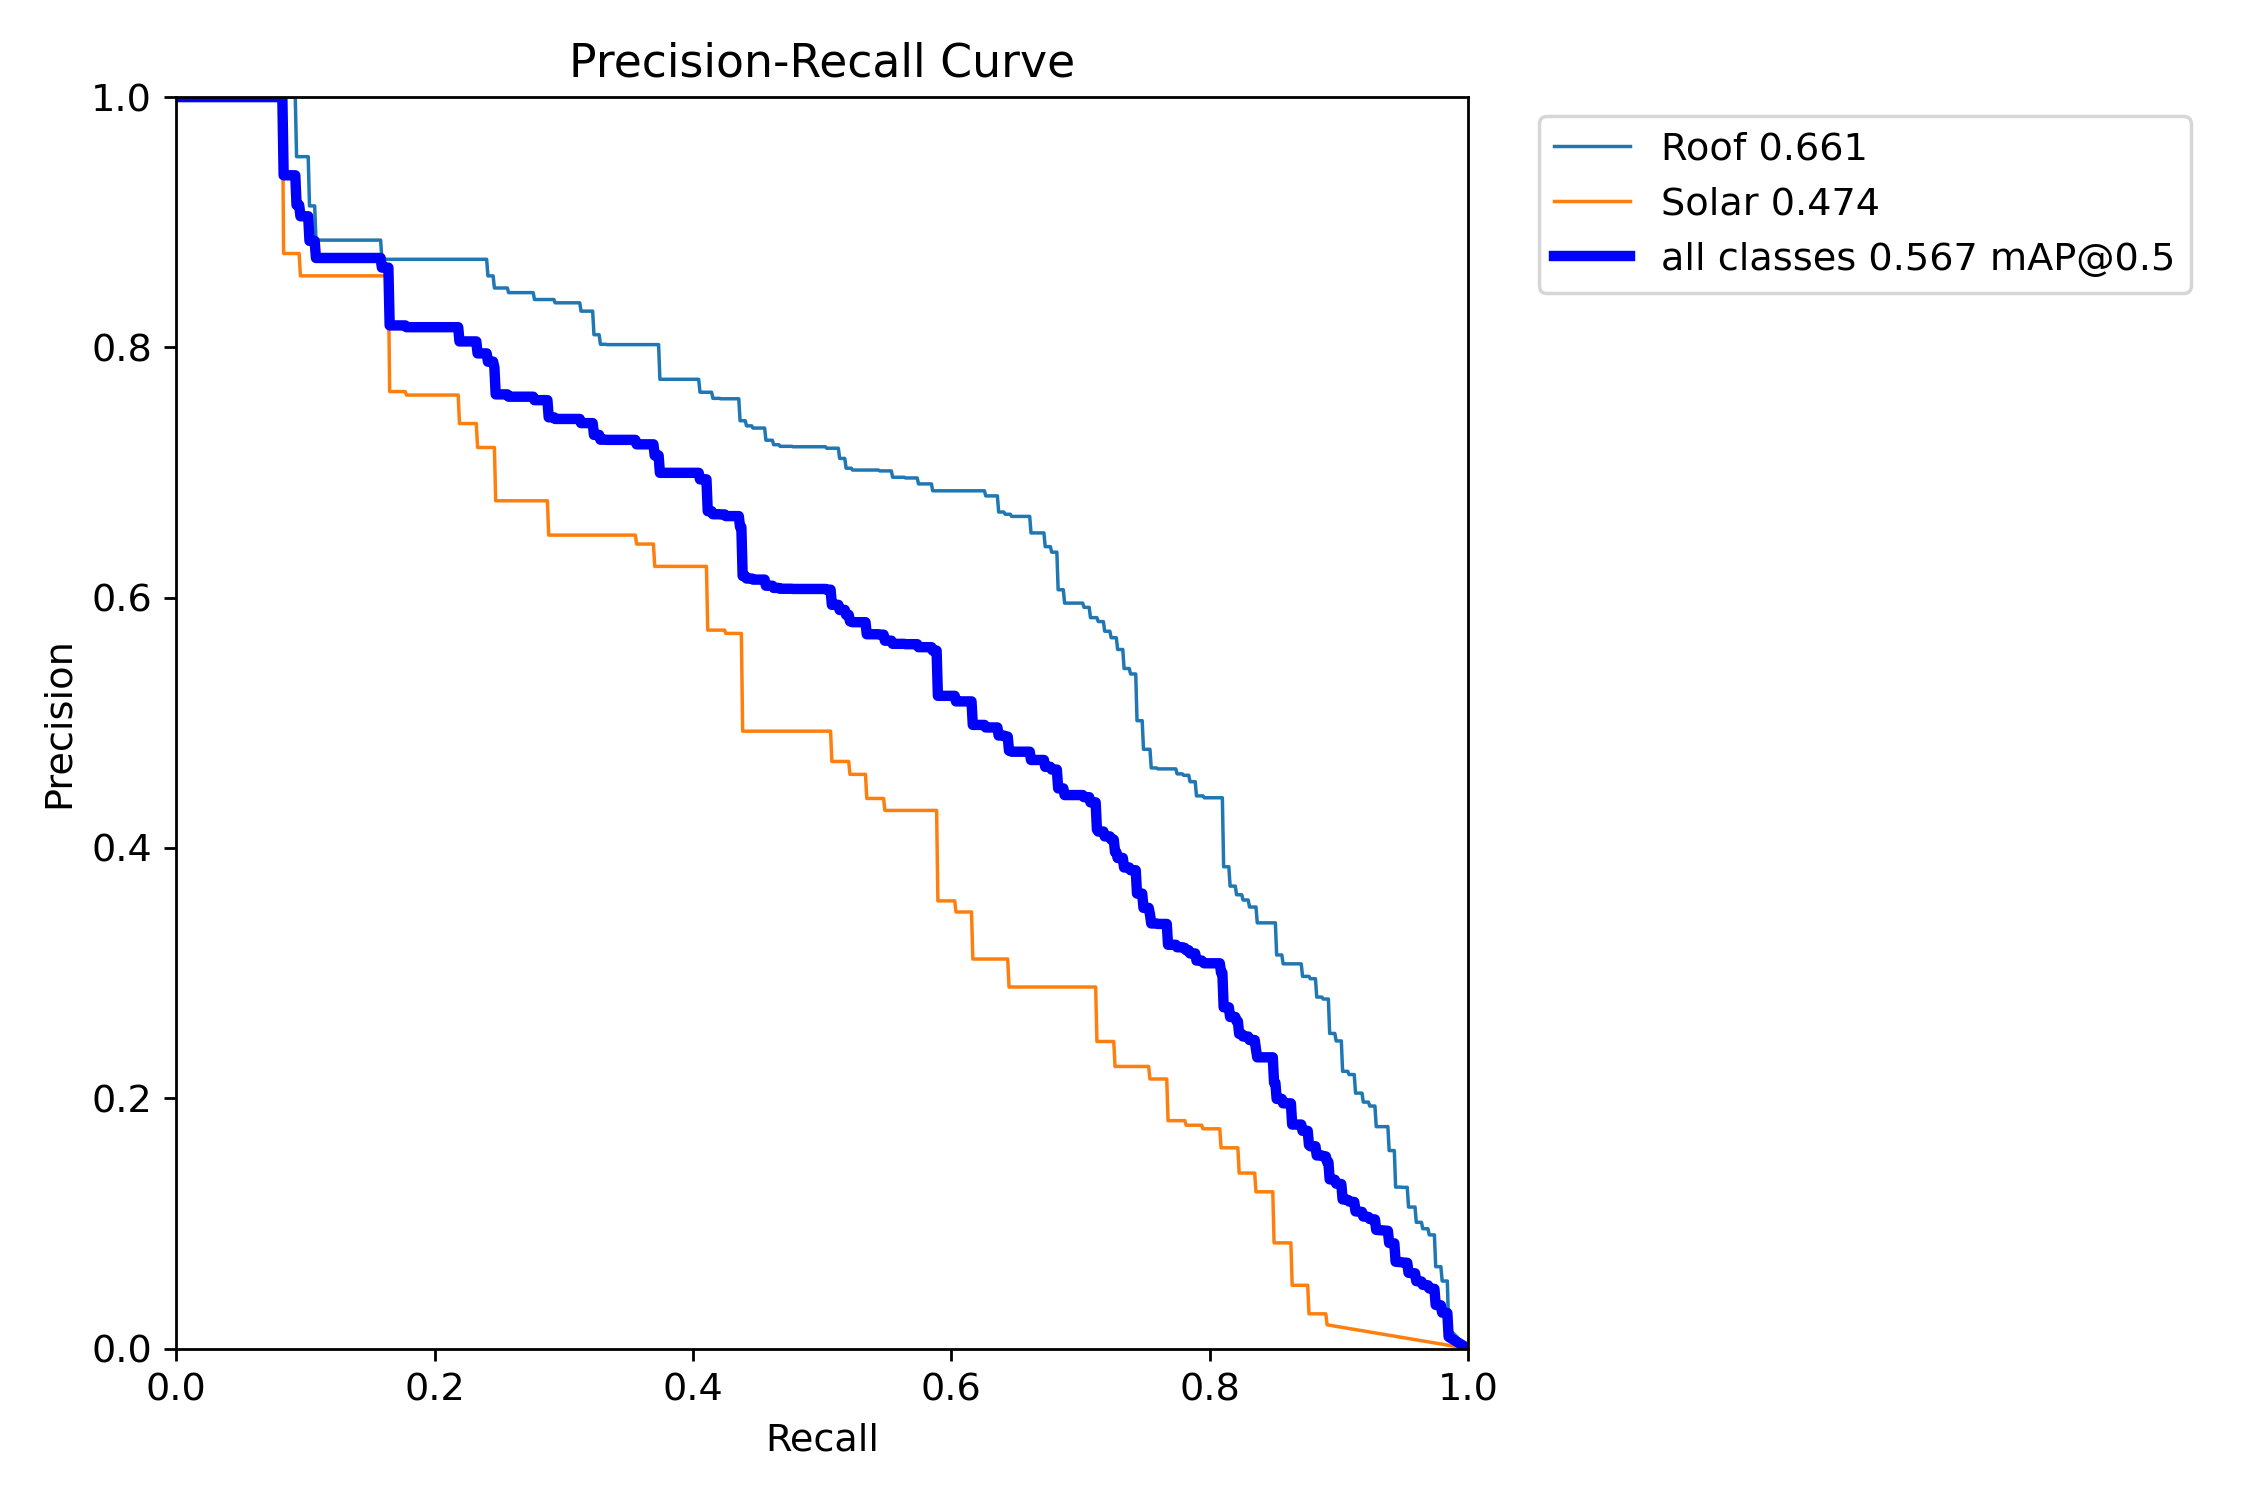 Precision-Recall Curve
1.0
0.8
0.6
0.4
0.2
0.0
Precision
0.0 0.2 0.4 0.6 0.8 1.0
Recall
Roof 0.661
Solar 0.474
all classes 0.567 mAP@0.5